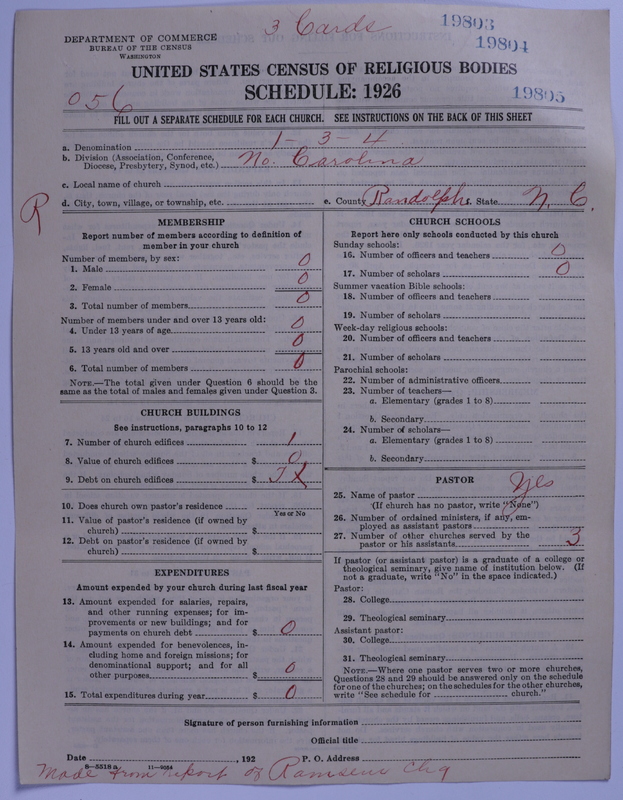 3 Cards
19803
19804
19805
DEPARTMENT OF COMMERCE
BUREAU OF THE CENSUS
WASHINGTON
UNITED STATES CENSUS OF RELIGIOUS BODIES
SCHEDULE: 1926
056
FILL OUT A SEPARATE SCHEDULE FOR EACH CHURCH. SEE INSTRUCTIONS ON THE BACK OF THIS SHEET
a. Denomination 1-3-4
b. Division (Association, Conference,
Diocese, Presbytery, Synod, etc.) No. Carolina
c. Local name of church
d. City, town, village, or township, etc. e. County Randolph f. State N. C.
R
MEMBERSHIP
Report number of members according to definition of
member in your church
Number of members, by sex:
1. Male 0
2. Female 0
3. Total number of members 0
Number of members under and over 13 years old:
4. Under 13 years of age 0
5. 13 years old and over 0
6. Total number of members 0
NOTE.—The total given under Question 6 should be the
same as the total of males and females given under Question 3.
CHURCH BUILDINGS
See instructions, paragraphs 10 to 12
7. Number of church edifices 1
8. Value of church edifices $ 0
9. Debt on church edifices $
10. Does church own pastor's residence
Yes or No
11. Value of pastor's residence (if owned by
church) $
12. Debt on pastor's residence (if owned by
church) $
EXPENDITURES
Amount expended by your church during last fiscal year
13. Amount expended for salaries, repairs,
and other running expenses; for im-
provements or new buildings; and for
payments on church debt $ 0
14. Amount expended for benevolences, in-
cluding home and foreign missions; for
denominational support; and for all
other purposes $ 0
15. Total expenditures during year $ 0
CHURCH SCHOOLS
Report here only schools conducted by this church
Sunday schools:
16. Number of officers and teachers 0
17. Number of scholars 0
Summer vacation Bible schools:
18. Number of officers and teachers
19. Number of scholars
Week-day religious schools:
20. Number of officers and teachers
21. Number of scholars
Parochial schools:
22. Number of administrative officers
23. Number of teachers—
a. Elementary (grades 1 to 8)
b. Secondary
24. Number of scholars—
a. Elementary (grades 1 to 8)
b. Secondary
PASTOR
25. Name of pastor Yes
(If church has no pastor, write "None")
26. Number of ordained ministers, if any, em-
ployed as assistant pastors
27. Number of other churches served by the
pastor or his assistants 3
If pastor (or assistant pastor) is a graduate of a college or
theological seminary, give name of institution below. (If
not a graduate, write "No" in the space indicated.)
Pastor:
28. College
29. Theological seminary
Assistant pastor:
30. College
31. Theological seminary
NOTE.—Where one pastor serves two or more churches,
Questions 28 and 29 should be answered only on the schedule
for one of the churches; on the schedules for the other churches,
write "See schedule for church."
Signature of person furnishing information
Official title
Date , 192 P. O. Address
8—5518a 11—9054
Made from report of Ramseur Chg